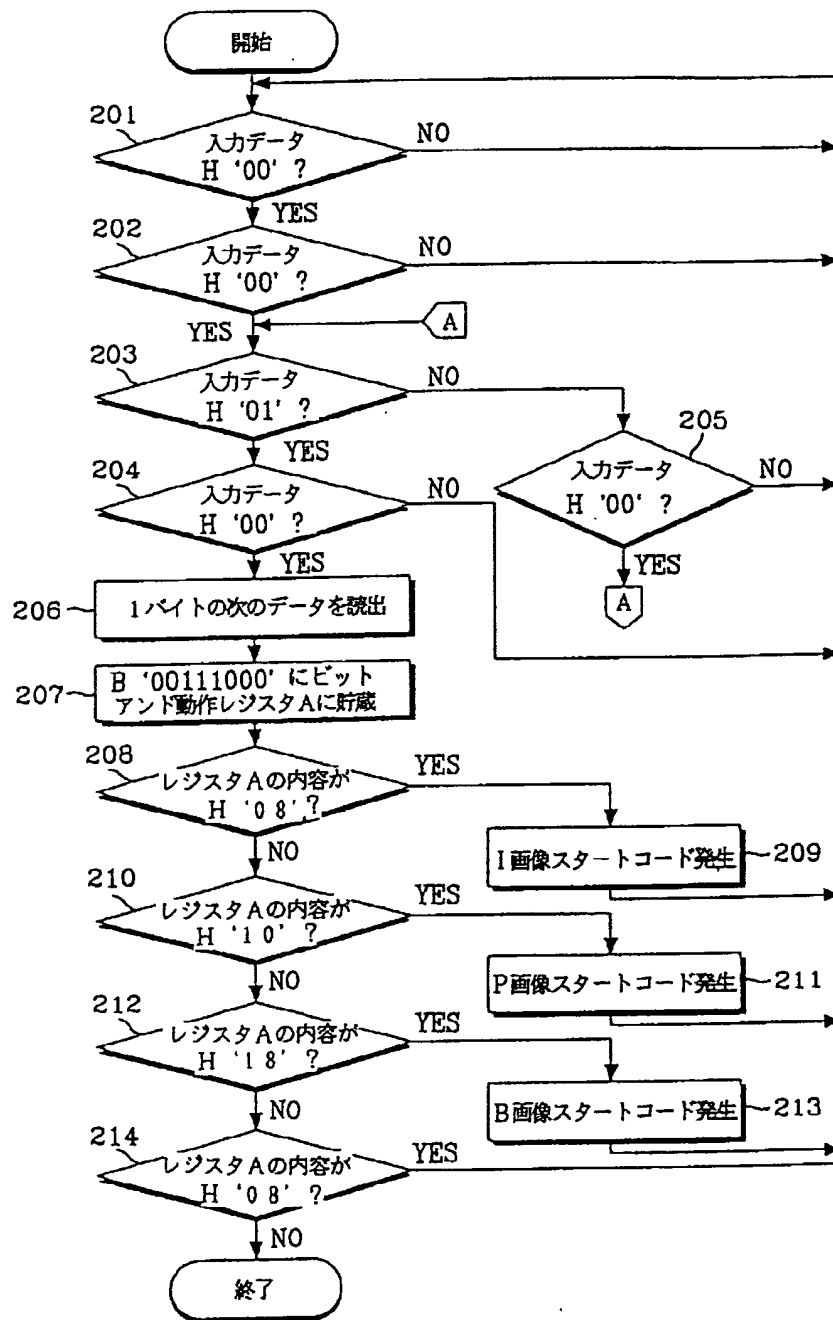 開始
201
入力データ
H '00' ?
NO
YES
202
入力データ
H '00' ?
NO
YES
A
203
入力データ
H '01' ?
NO
YES
205
入力データ
H '00' ?
NO
YES
A
204
入力データ
H '00' ?
NO
YES
206
1バイトの次のデータを読出
207
B '00111000' にビット
アンド動作レジスタAに貯蔵
208
レジスタAの内容が
H '08' ?
YES
NO
I画像スタートコード発生
209
210
レジスタAの内容が
H '10' ?
YES
NO
P画像スタートコード発生
211
212
レジスタAの内容が
H '18' ?
YES
NO
B画像スタートコード発生
213
214
レジスタAの内容が
H '08' ?
YES
NO
終了